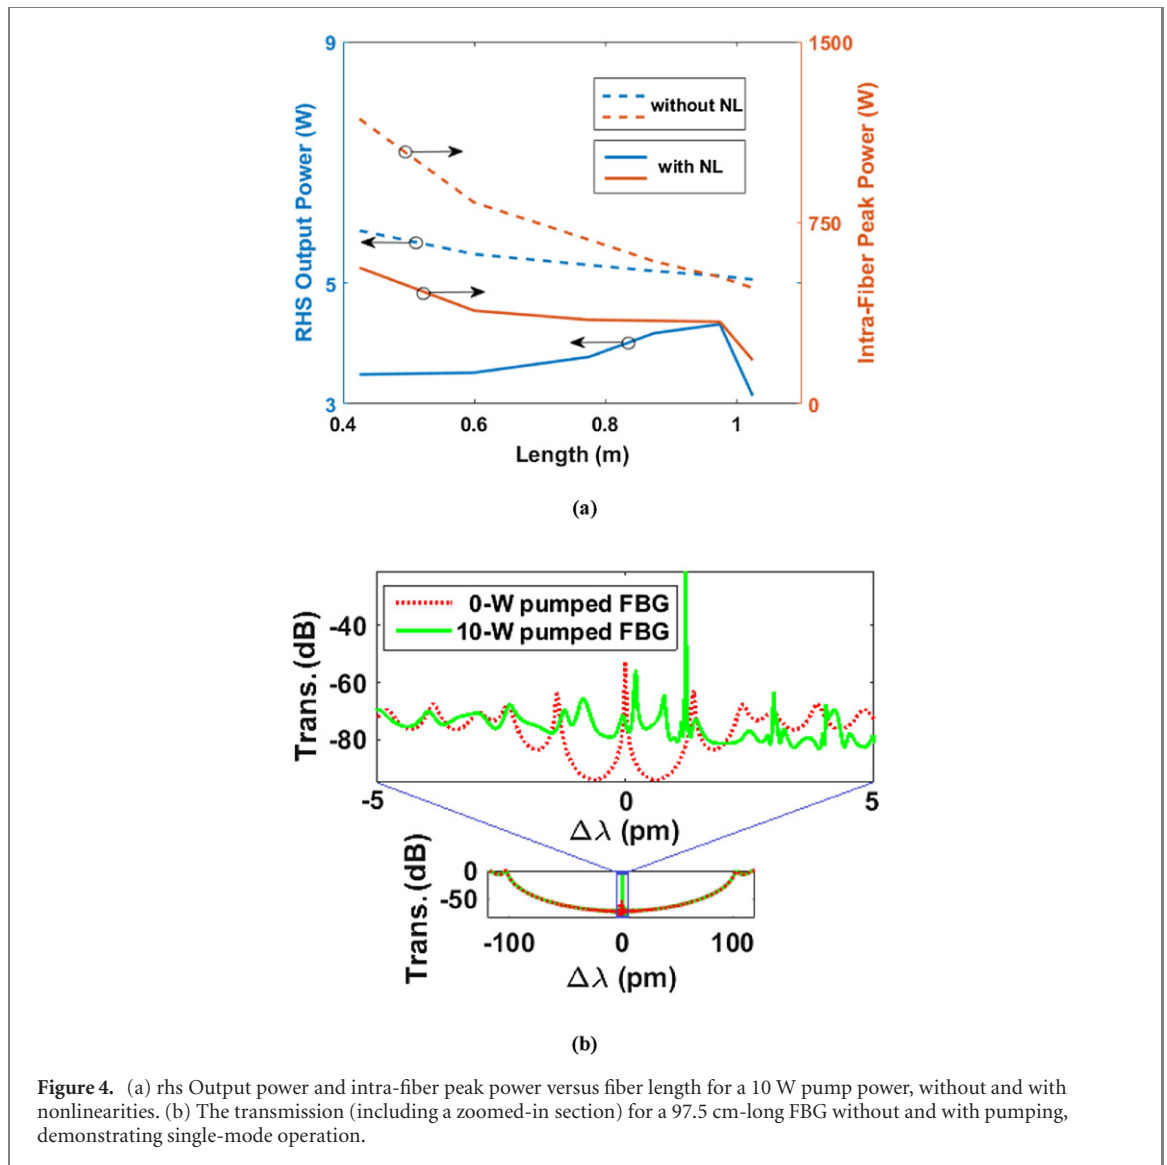 9
1500
RHS Output Power (W)
Intra-Fiber Peak Power (W)
without NL
with NL
750
5
3
0
0.4
0.6
0.8
1
Length (m)
(a)
Trans.(dB)
0-W pumped FBG
10-W pumped FBG
-40
-60
-80
-5
0
5
Δλ (pm)
Trans.(dB)
0
-50
-100
0
100
Δλ (pm)
(b)
Figure 4. (a) rhs Output power and intra-fiber peak power versus fiber length for a 10 W pump power, without and with
nonlinearities. (b) The transmission (including a zoomed-in section) for a 97.5 cm-long FBG without and with pumping,
demonstrating single-mode operation.